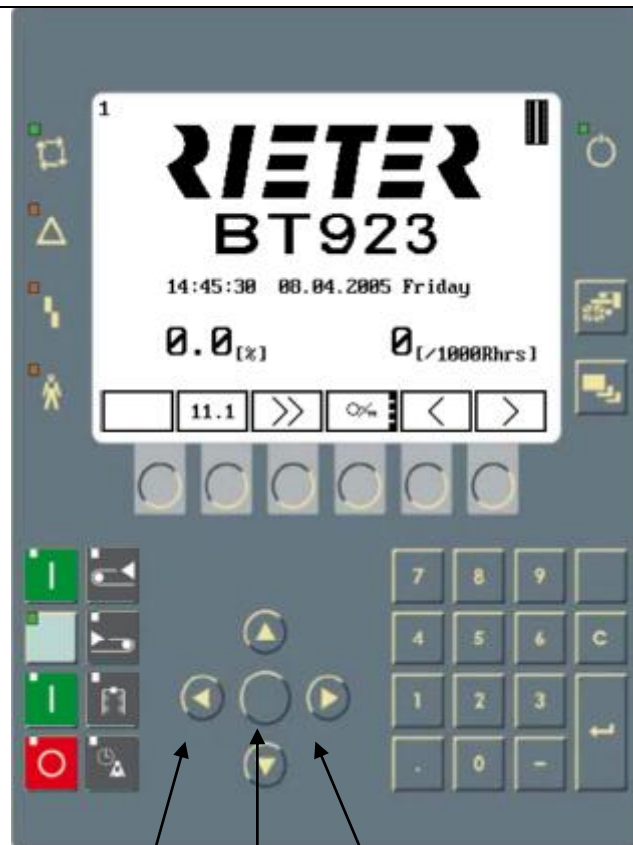 1
RIETER
BT923
14:45:30 08.04.2005 Friday
0.0[%] 0[/1000Rhrs]
11.1 >> < >
7 8 9
4 5 6 C
1 2 3
. 0 -